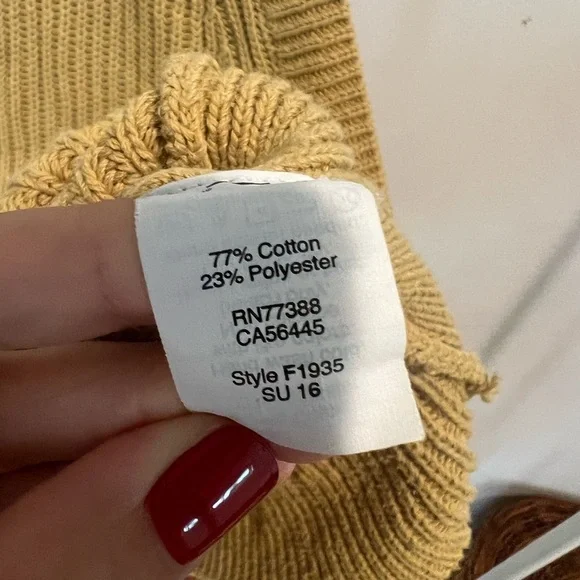 77% Cotton
23% Polyester
RN77388
CA56445
Style F1935
SU 16